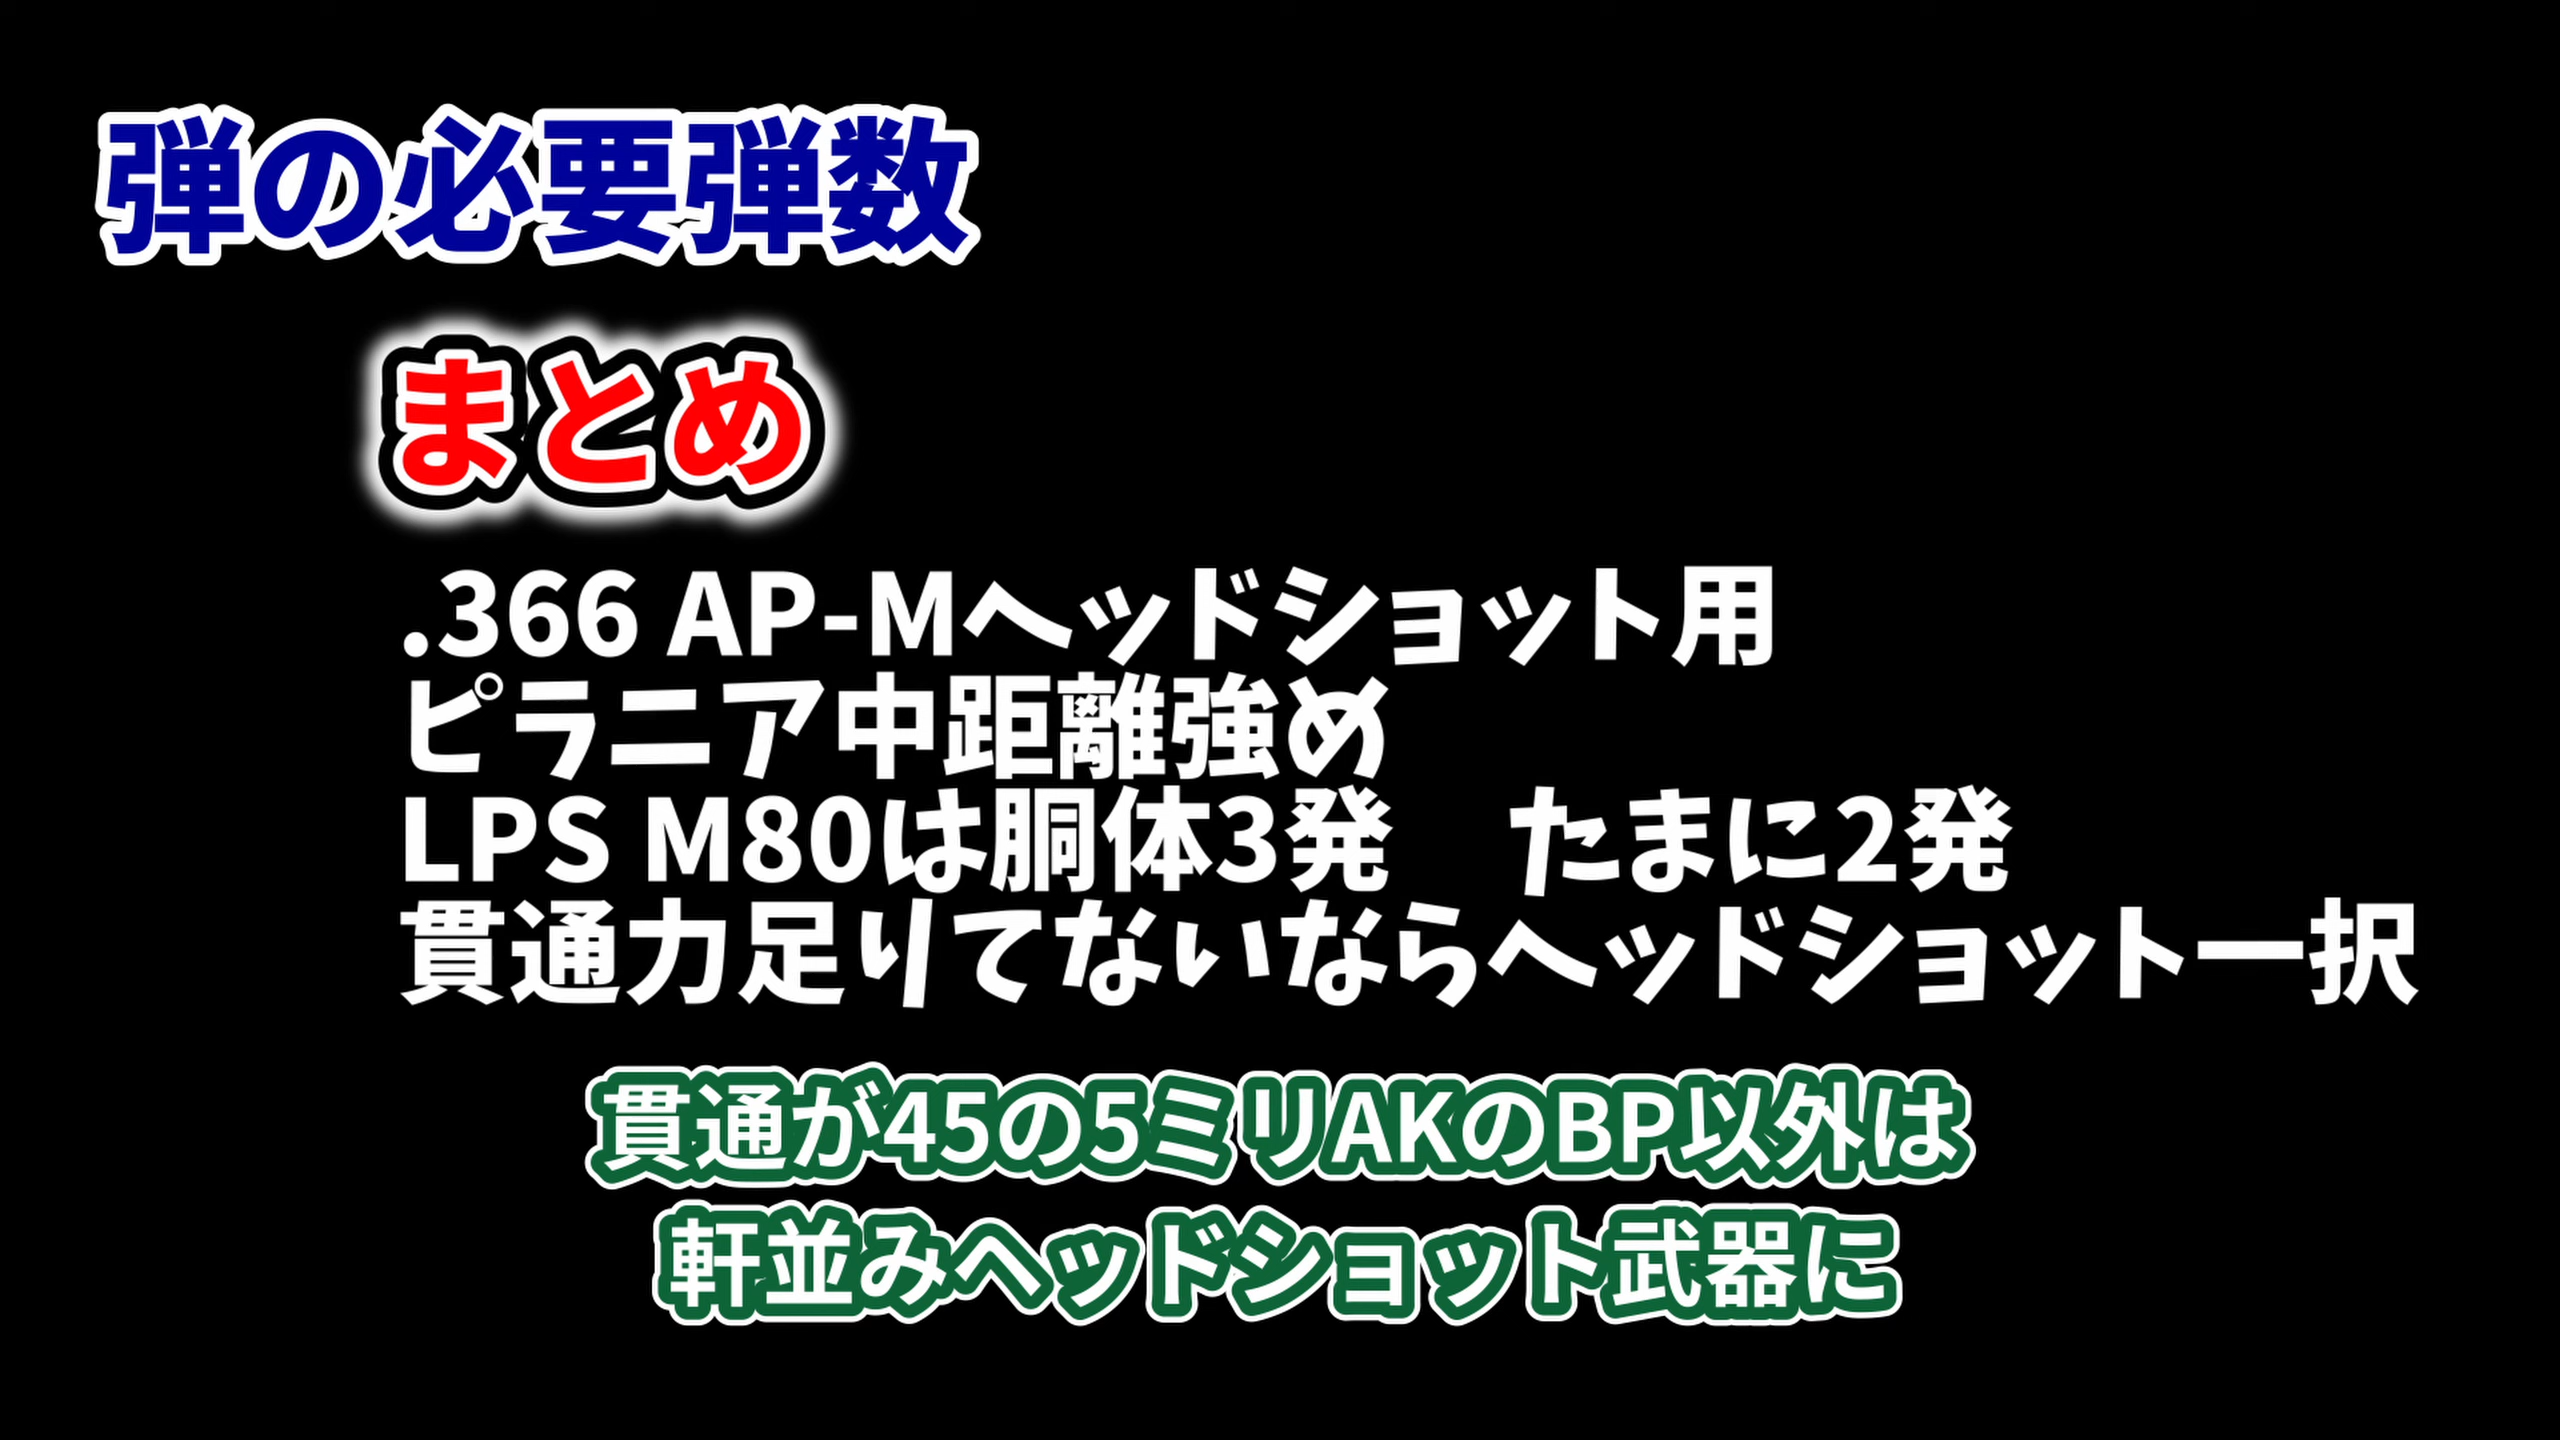 弾の必要弾数
まとめ
.366 AP-Mヘッドショット用
ピラニア中距離強め
LPS M80は胴体3発　たまに2発
貫通力足りてないならヘッドショット一択
貫通が45の5ミリAKのBP以外は
軒並みヘッドショット武器に